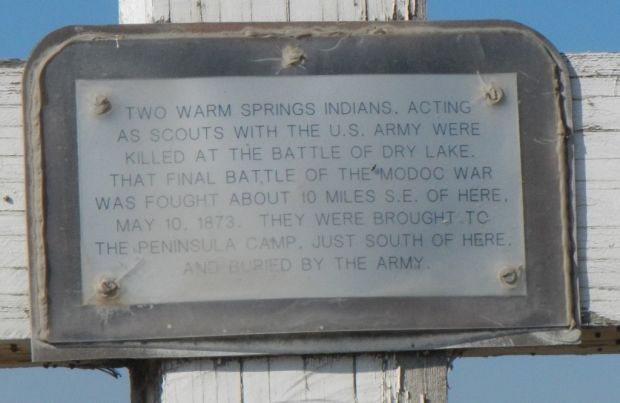 TWO WARM SPRINGS INDIANS, ACTING
AS SCOUTS WITH THE U.S. ARMY WERE
KILLED AT THE BATTLE OF DRY LAKE.
THAT FINAL BATTLE OF THE MODOC WAR
WAS FOUGHT ABOUT 10 MILES S.E. OF HERE,
MAY 10, 1873. THEY WERE BROUGHT TO
THE PENINSULA CAMP, JUST SOUTH OF HERE,
AND BURIED BY THE ARMY.